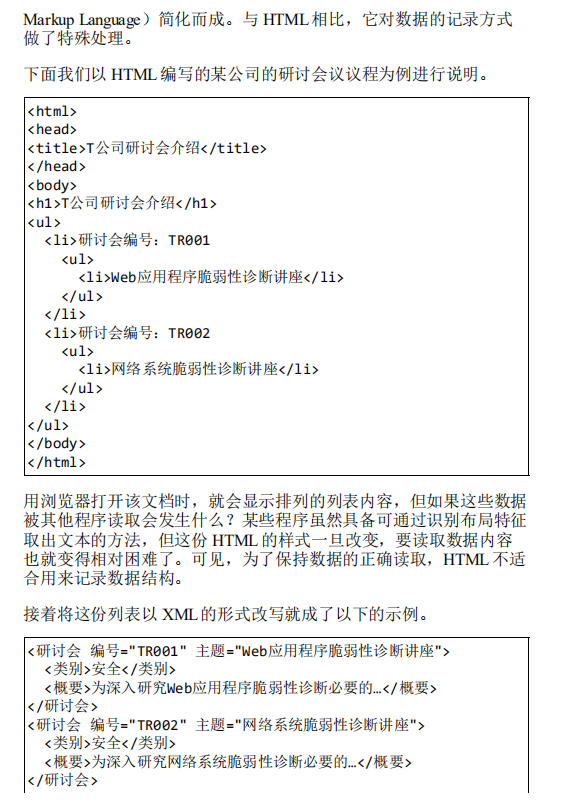 Markup Language）简化而成。与 HTML 相比，它对数据的记录方式
做了特殊处理。
下面我们以 HTML 编写的某公司的研讨会议议程为例进行说明。
<html>
<head>
<title>T公司研讨会介绍</title>
</head>
<body>
<h1>T公司研讨会介绍</h1>
<ul>
  <li>研讨会编号：TR001
    <ul>
      <li>Web应用程序脆弱性诊断讲座</li>
    </ul>
  </li>
  <li>研讨会编号：TR002
    <ul>
      <li>网络系统脆弱性诊断讲座</li>
    </ul>
  </li>
</ul>
</body>
</html>
用浏览器打开该文档时，就会显示排列的列表内容，但如果这些数据
被其他程序读取会发生什么？某些程序虽然具备可通过识别布局特征
取出文本的方法，但这份 HTML 的样式一旦改变，要读取数据内容
也就变得相对困难了。可见，为了保持数据的正确读取，HTML 不适
合用来记录数据结构。
接着将这份列表以 XML 的形式改写就成了以下的示例。
<研讨会 编号="TR001" 主题="Web应用程序脆弱性诊断讲座">
  <类别>安全</类别>
  <概要>为深入研究Web应用程序脆弱性诊断必要的…</概要>
</研讨会>
<研讨会 编号="TR002" 主题="网络系统脆弱性诊断讲座">
  <类别>安全</类别>
  <概要>为深入研究网络系统脆弱性诊断必要的…</概要>
</研讨会>